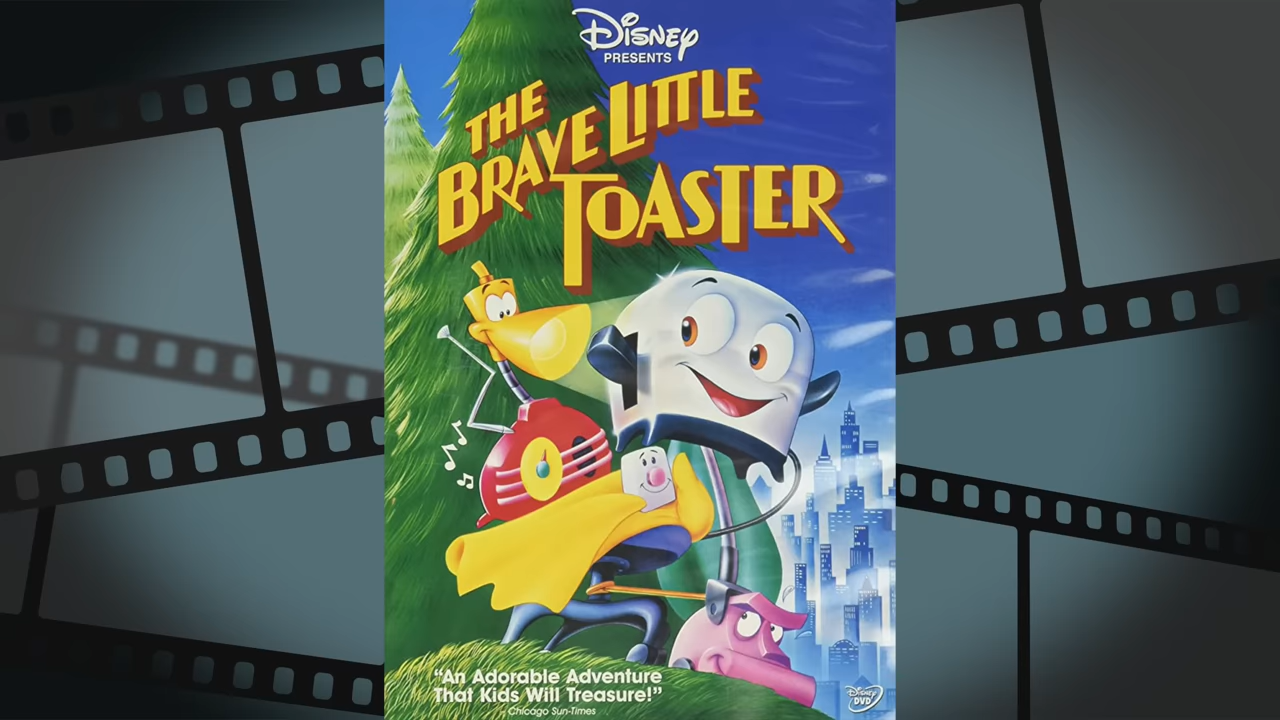 Disney
PRESENTS
THE
BRAVE LITTLE
TOASTER
“An Adorable Adventure
That Kids Will Treasure!”
Chicago Sun-Times
Disney
DVD